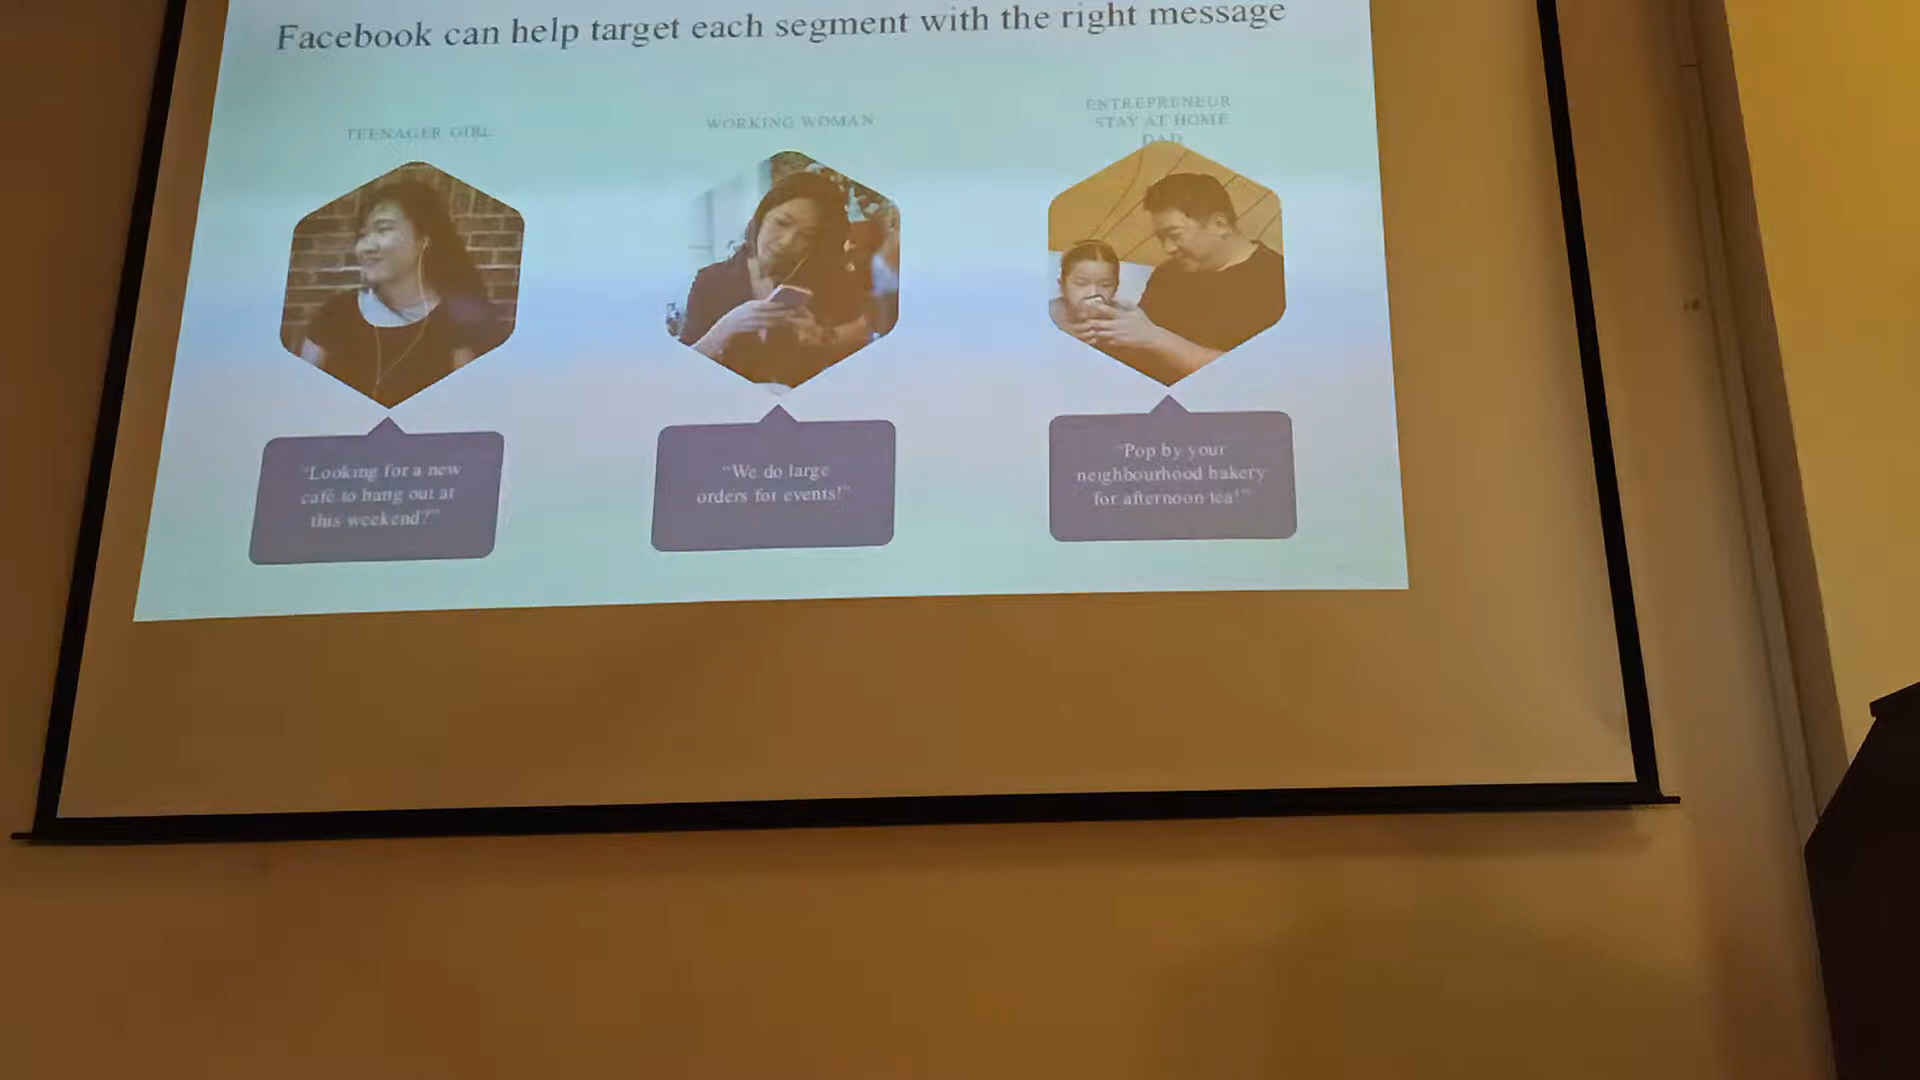 Facebook can help target each segment with the right message
TEENAGER GIRL
WORKING WOMAN
ENTREPRENEUR
STAY AT HOME
DAD
"Looking for a new
café to hang out at
this weekend?"
"We do large
orders for events!"
"Pop by your
neighbourhood bakery
for afternoon tea!"